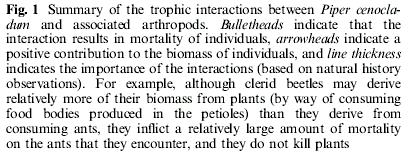 Fig. 1 Summary of the trophic interactions between Piper cenocla-
dum and associated arthropods. Bulletheads indicate that the
interaction results in mortality of individuals, arrowheads indicate a
positive contribution to the biomass of individuals, and line thickness
indicates the importance of the interactions (based on natural history
observations). For example, although clerid beetles may derive
relatively more of their biomass from plants (by way of consuming
food bodies produced in the petioles) than they derive from
consuming ants, they inflict a relatively large amount of mortality
on the ants that they encounter, and they do not kill plants